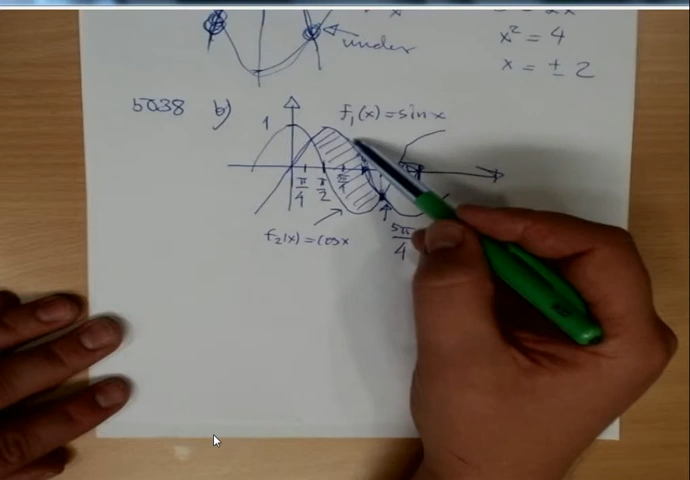 x
x² = 4
under
x = ± 2
5038 b)
f₁(x) = sin x
1
π/4 π/2
f₂(x) = cos x
5π/4